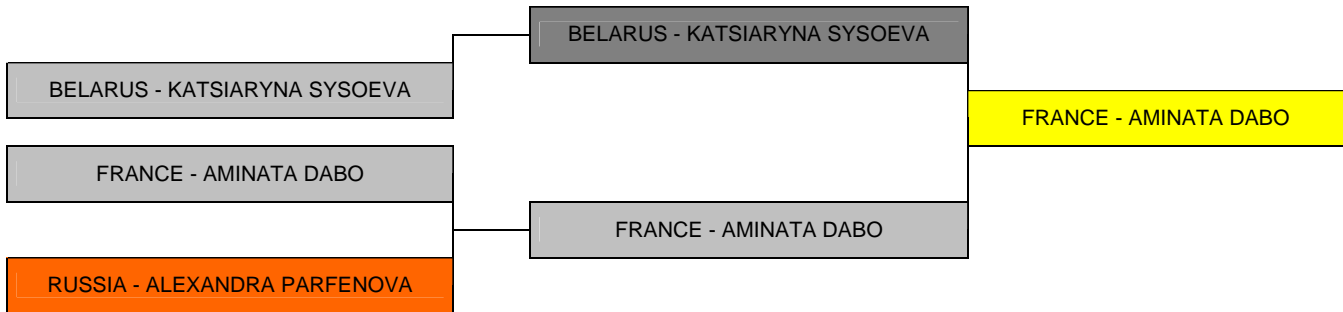 BELARUS - KATSIARYNA SYSOEVA
BELARUS - KATSIARYNA SYSOEVA
FRANCE - AMINATA DABO
FRANCE - AMINATA DABO
FRANCE - AMINATA DABO
RUSSIA - ALEXANDRA PARFENOVA